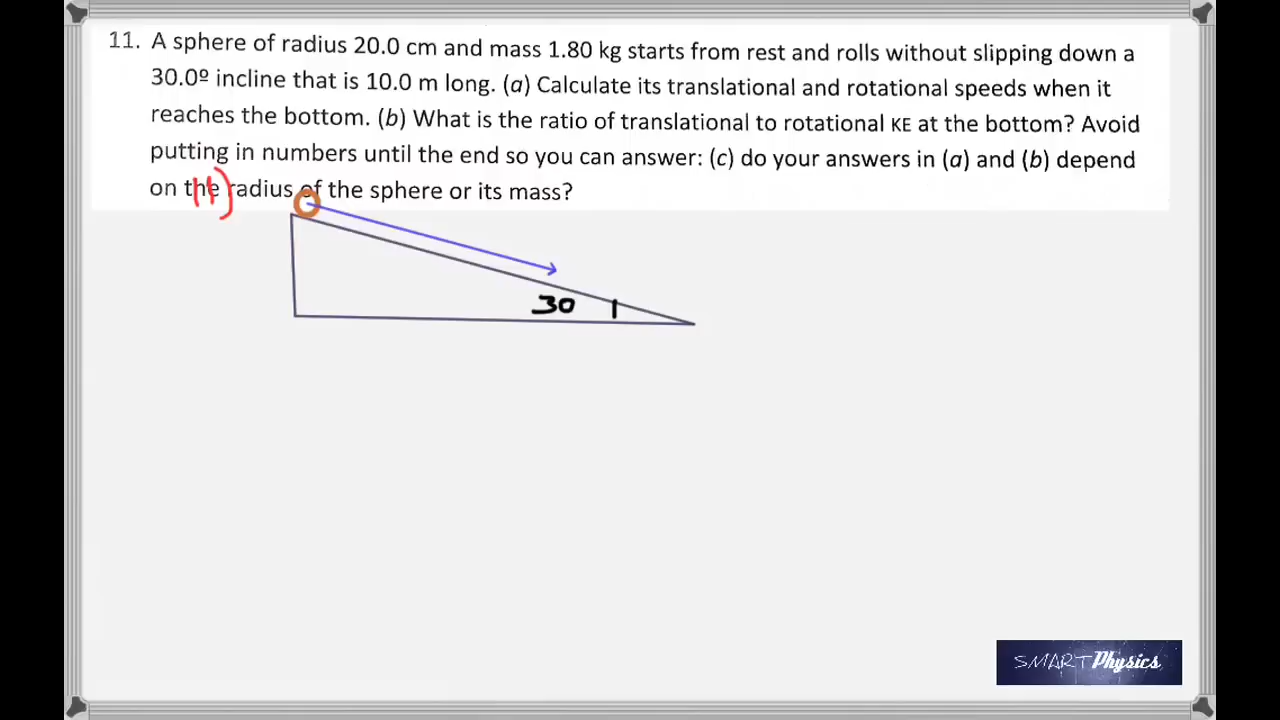 11. A sphere of radius 20.0 cm and mass 1.80 kg starts from rest and rolls without slipping down a
30.0º incline that is 10.0 m long. (a) Calculate its translational and rotational speeds when it
reaches the bottom. (b) What is the ratio of translational to rotational KE at the bottom? Avoid
putting in numbers until the end so you can answer: (c) do your answers in (a) and (b) depend
on the radius of the sphere or its mass?
11)
30
SMART Physics